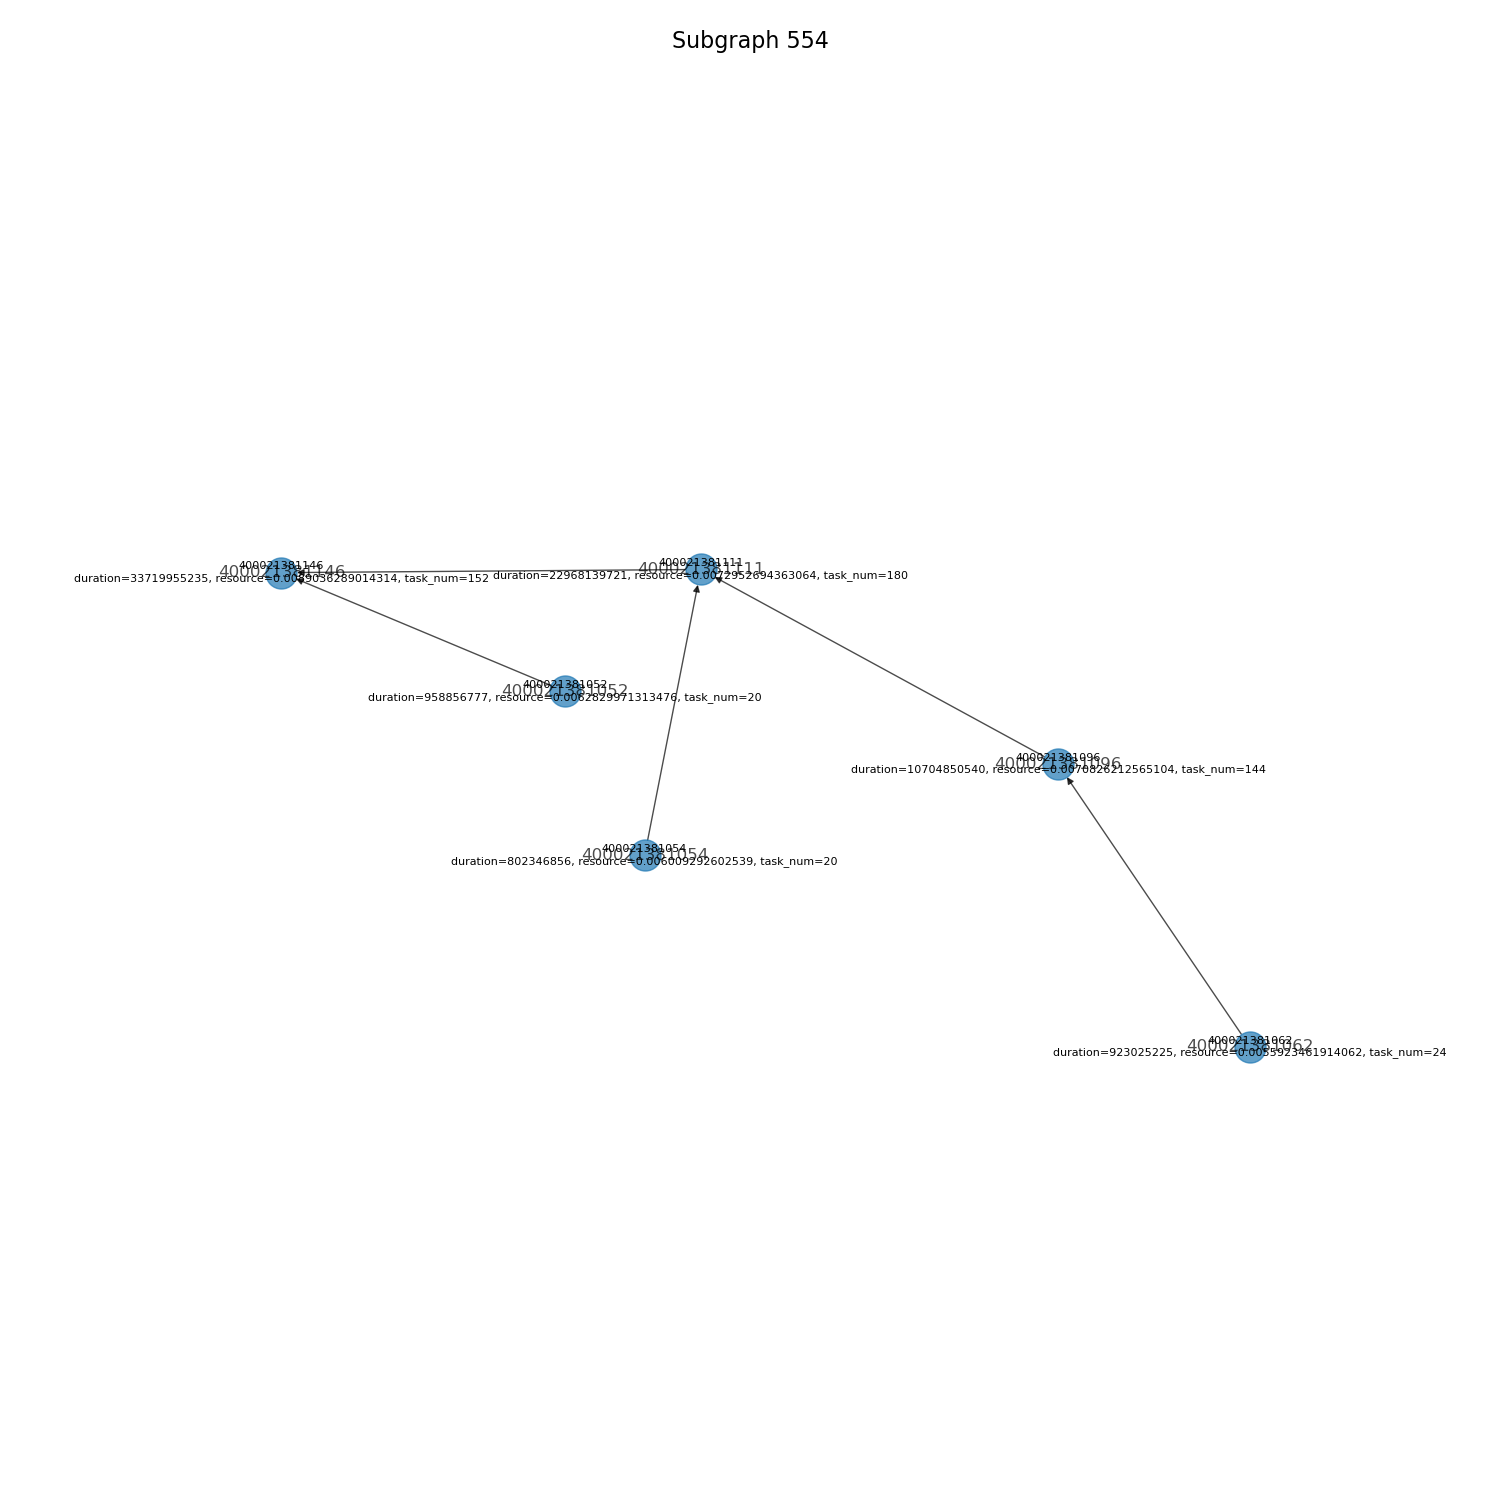 Subgraph 554
400021381146
400021381146
duration=33719955235, resource=0.0069036289014314, task_num=152
400021381111
400021381111
duration=22968139721, resource=0.0072952694363064, task_num=180
400021381052
400021381052
duration=958856777, resource=0.0062829971313476, task_num=20
400021381096
400021381096
duration=10704850540, resource=0.0070826212565104, task_num=144
400021381054
400021381054
duration=802346856, resource=0.006009292602539, task_num=20
400021381062
400021381062
duration=923025225, resource=0.0055923461914062, task_num=24